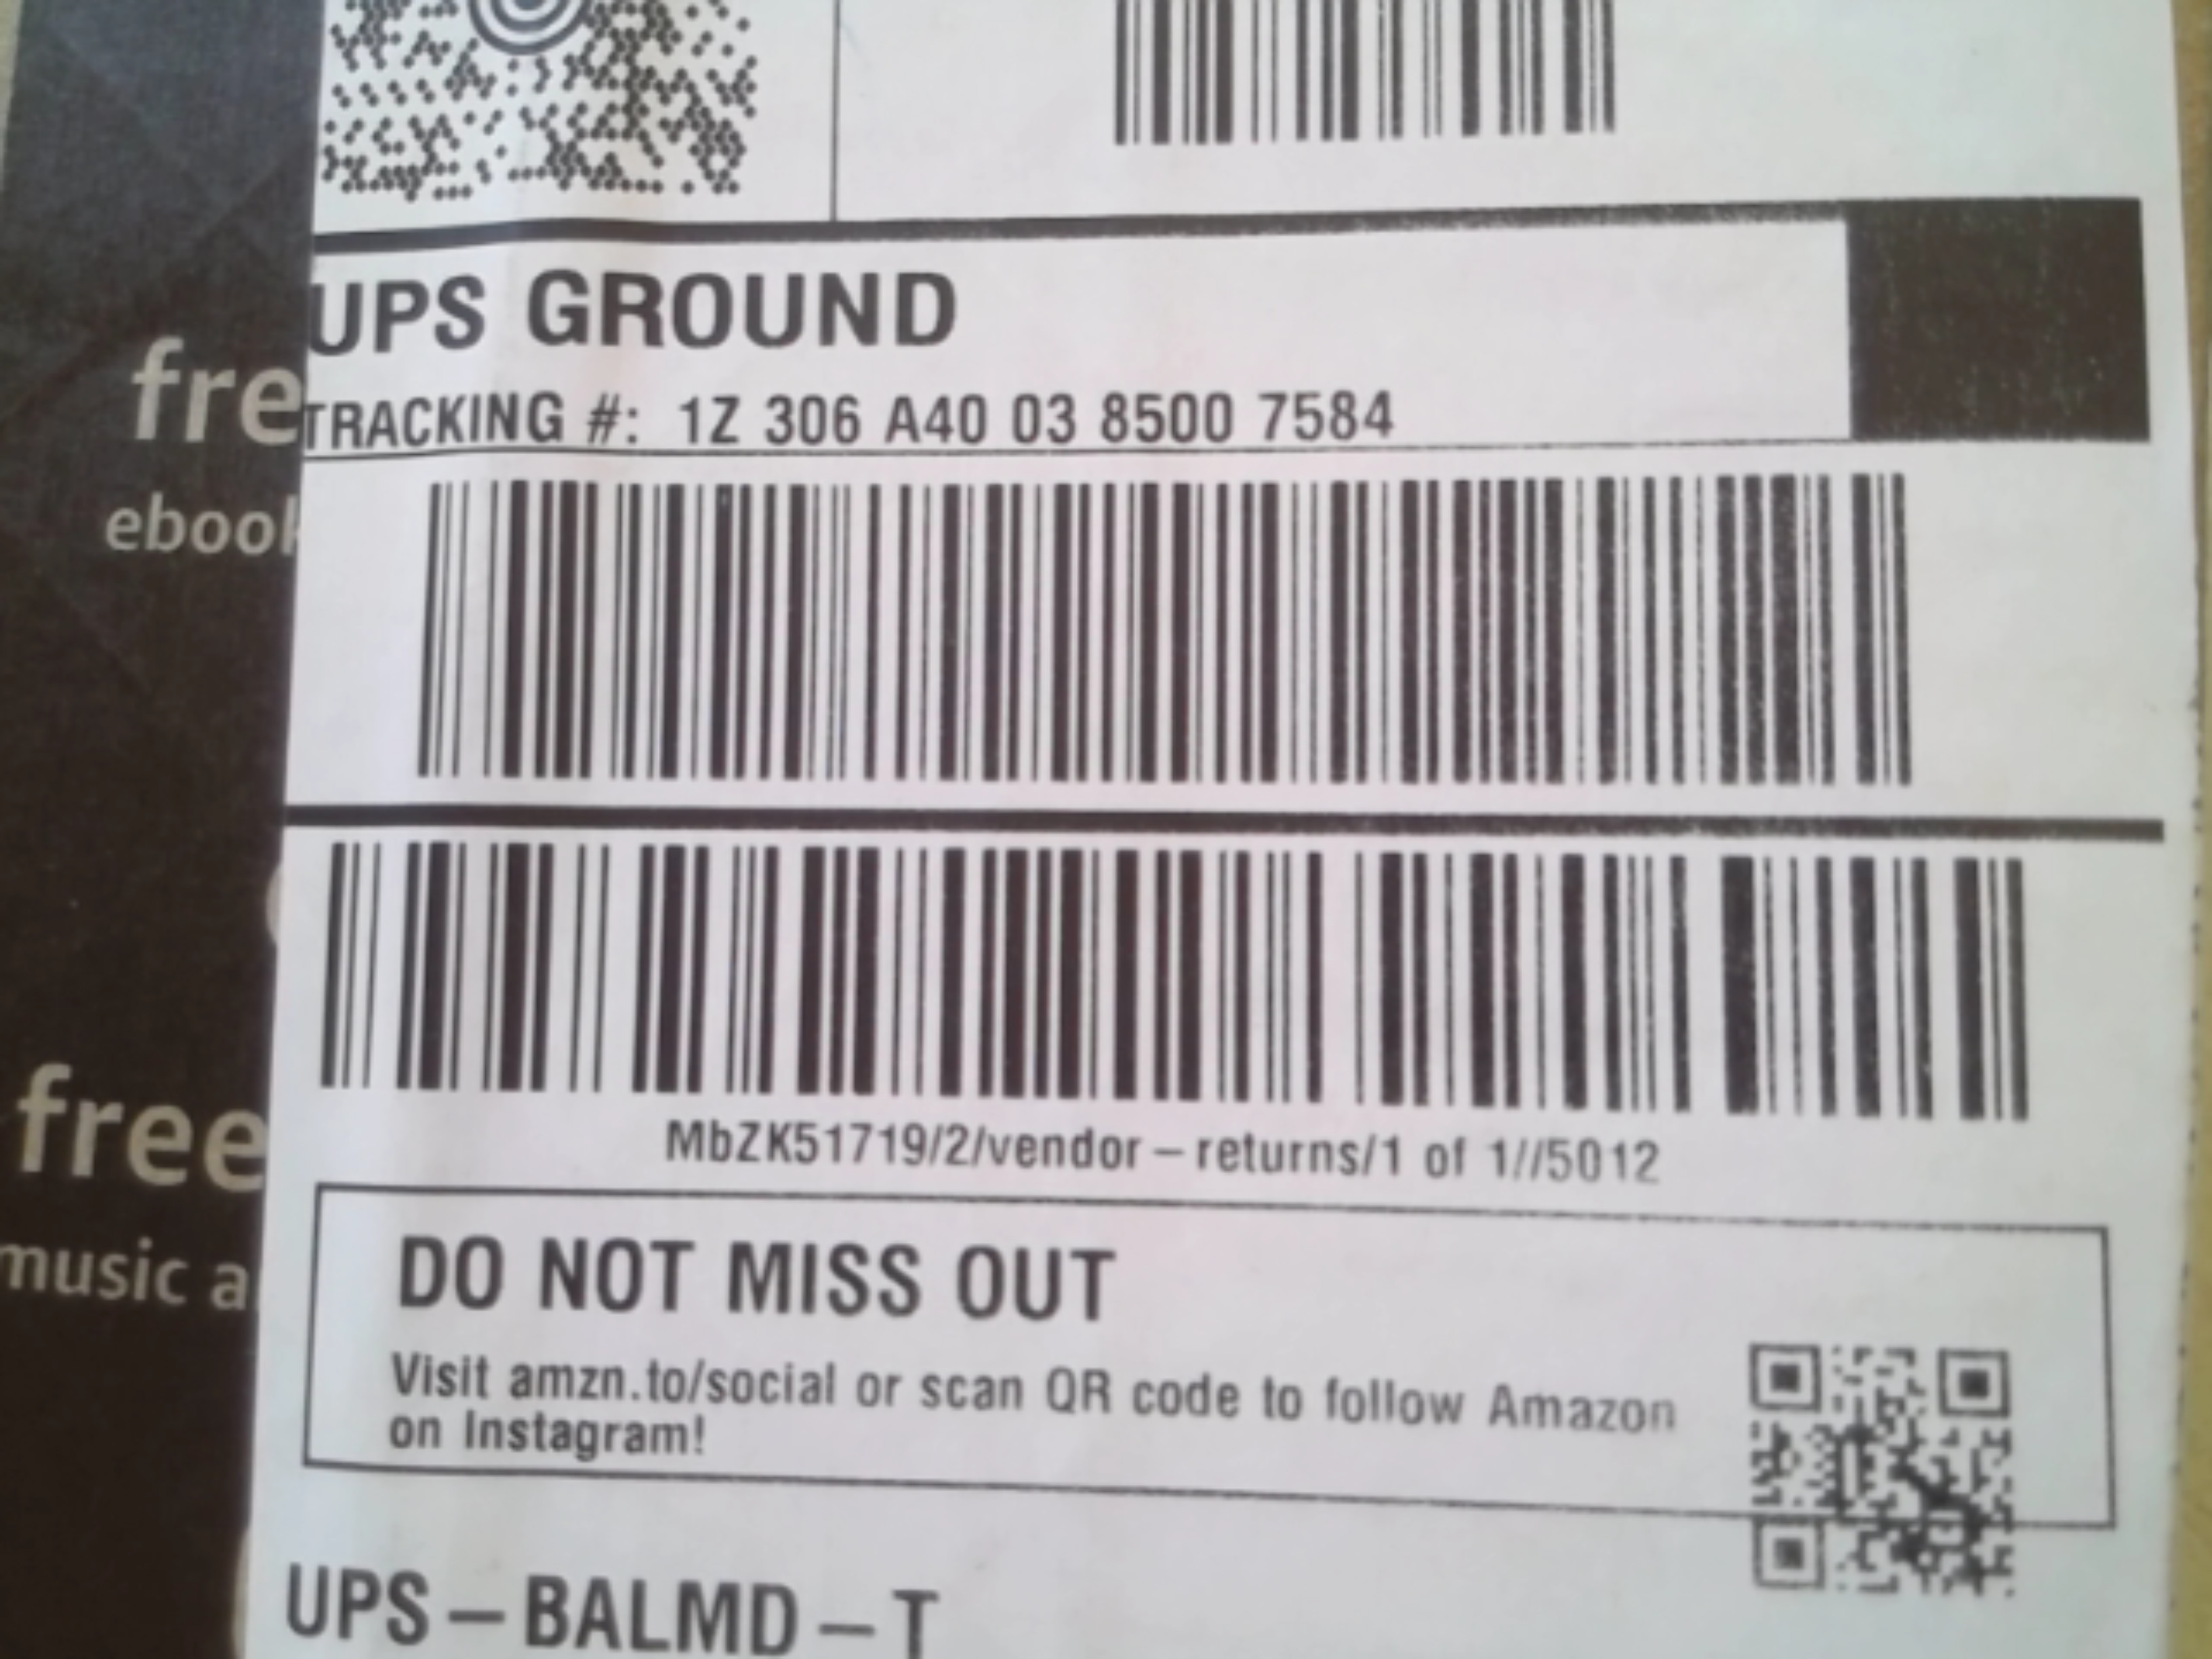 UPS GROUND
TRACKING #: 1Z 306 A40 03 8500 7584
fre
ebook
MbZK51719/2/vendor-returns/1 of 1//5012
free
music a
DO NOT MISS OUT
Visit amzn.to/social or scan QR code to follow Amazon
on Instagram!
UPS-BALMD-T